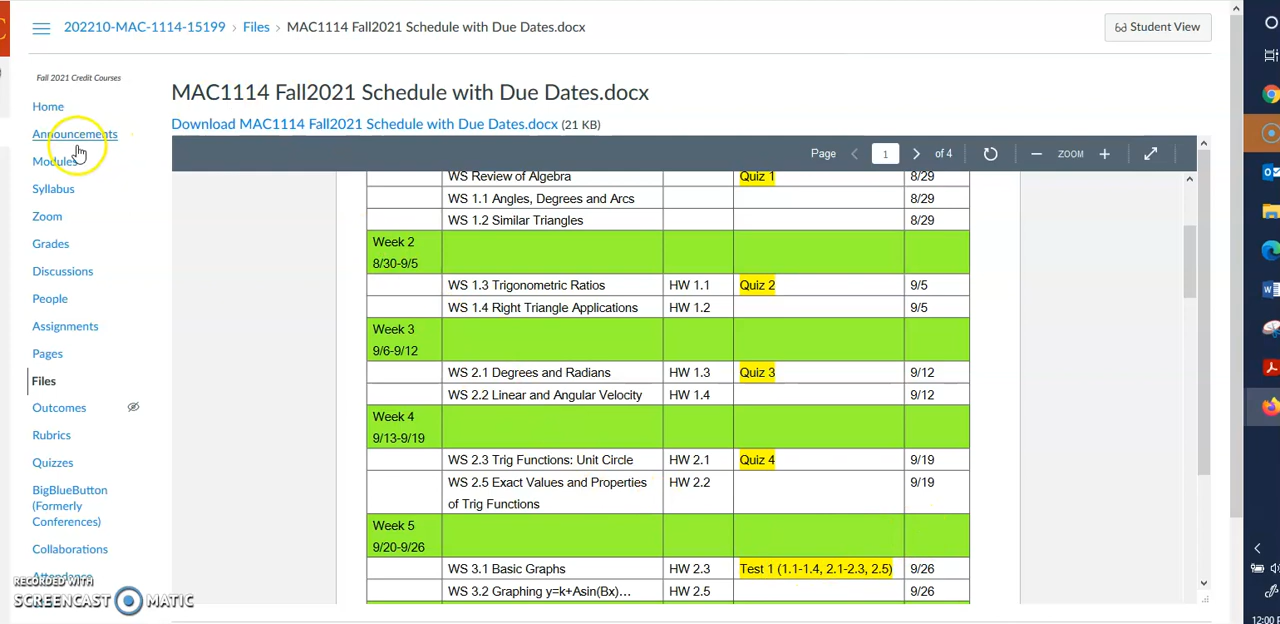 202210-MAC-1114-15199 › Files › MAC1114 Fall2021 Schedule with Due Dates.docx
Student View
Fall 2021 Credit Courses
Home
Announcements
Modules
Syllabus
Zoom
Grades
Discussions
People
Assignments
Pages
Files
Outcomes
Rubrics
Quizzes
BigBlueButton
(Formerly
Conferences)
Collaborations
Attendance
MAC1114 Fall2021 Schedule with Due Dates.docx
Download MAC1114 Fall2021 Schedule with Due Dates.docx (21 KB)
Page 1 of 4 ZOOM
WS Review of Algebra Quiz 1 8/29
WS 1.1 Angles, Degrees and Arcs 8/29
WS 1.2 Similar Triangles 8/29
Week 2
8/30-9/5
WS 1.3 Trigonometric Ratios HW 1.1 Quiz 2 9/5
WS 1.4 Right Triangle Applications HW 1.2 9/5
Week 3
9/6-9/12
WS 2.1 Degrees and Radians HW 1.3 Quiz 3 9/12
WS 2.2 Linear and Angular Velocity HW 1.4 9/12
Week 4
9/13-9/19
WS 2.3 Trig Functions: Unit Circle HW 2.1 Quiz 4 9/19
WS 2.5 Exact Values and Properties HW 2.2 9/19
of Trig Functions
Week 5
9/20-9/26
WS 3.1 Basic Graphs HW 2.3 Test 1 (1.1-1.4, 2.1-2.3, 2.5) 9/26
WS 3.2 Graphing y=k+Asin(Bx)... HW 2.5 9/26
RECORDED WITH
SCREENCAST MATIC
12:00